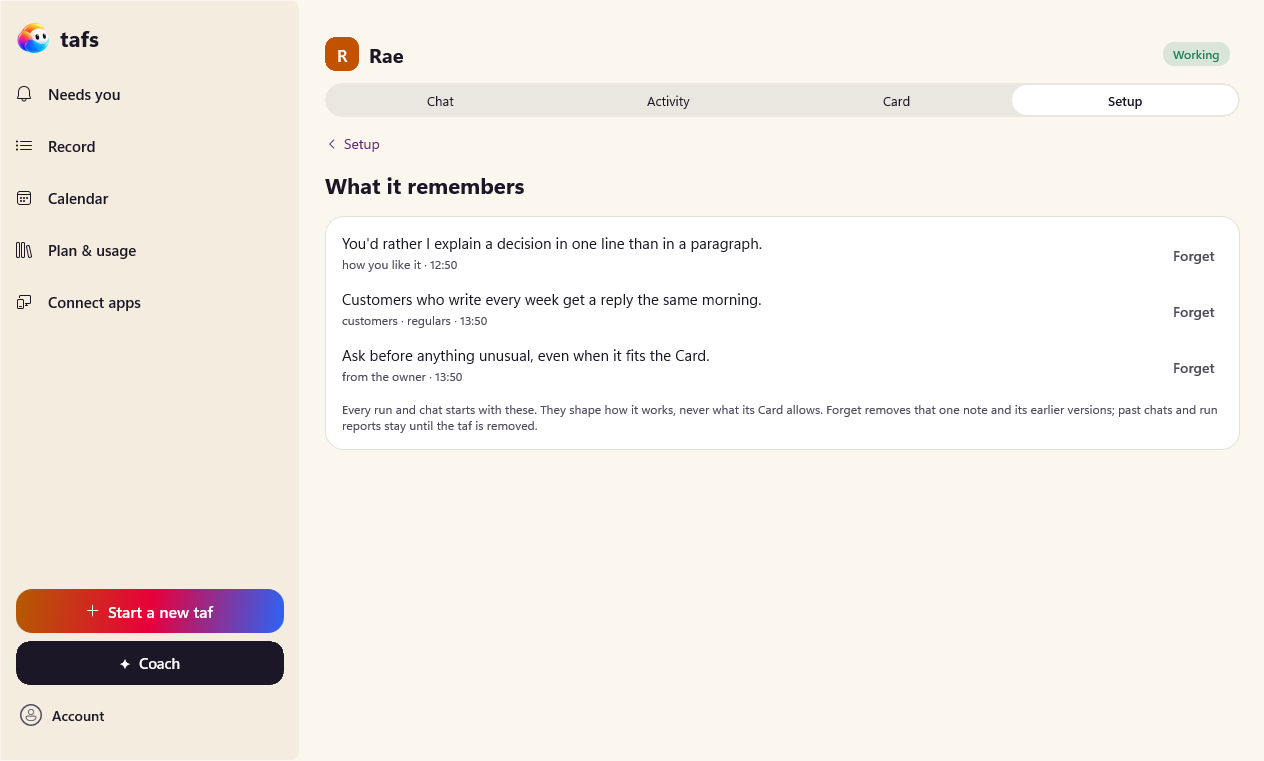 tafs
Needs you
Record
Calendar
Plan & usage
Connect apps
Start a new taf
Coach
Account
R
Rae
Working
Chat
Activity
Card
Setup
Setup
What it remembers
You'd rather I explain a decision in one line than in a paragraph.
how you like it · 12:50
Forget
Customers who write every week get a reply the same morning.
customers · regulars · 13:50
Forget
Ask before anything unusual, even when it fits the Card.
from the owner · 13:50
Forget
Every run and chat starts with these. They shape how it works, never what its Card allows. Forget removes that one note and its earlier versions; past chats and run
reports stay until the taf is removed.